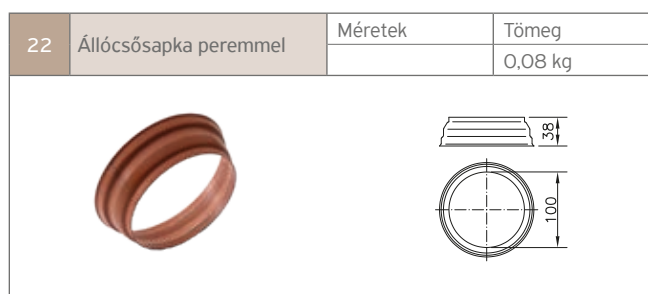 22
Állócsősapka peremmel
Méretek
Tömeg
0,08 kg
38
100